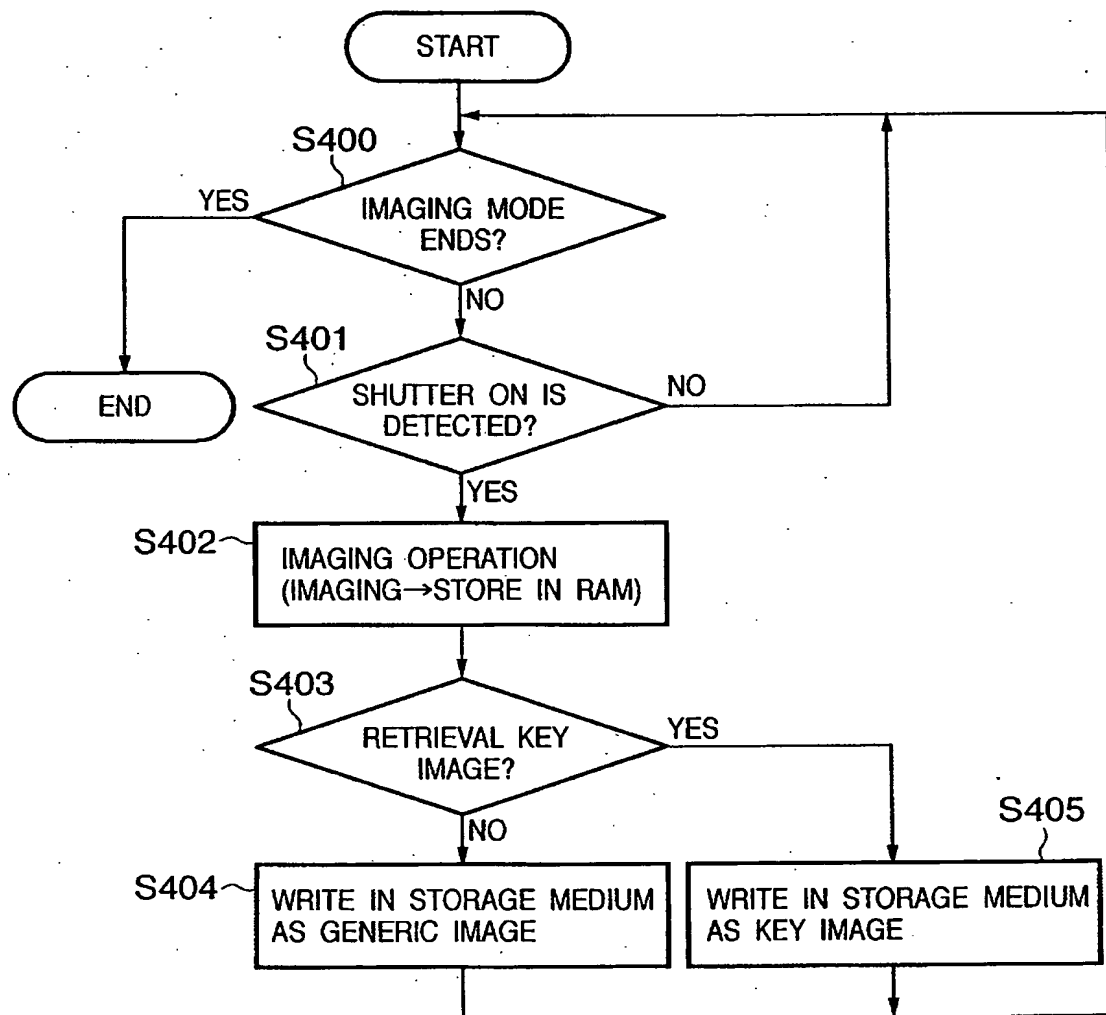 START
S400
YES
IMAGING MODE
ENDS?
NO
S401
END
SHUTTER ON IS
DETECTED?
NO
YES
S402
IMAGING OPERATION
(IMAGING→STORE IN RAM)
S403
RETRIEVAL KEY
IMAGE?
YES
NO
S405
S404
WRITE IN STORAGE MEDIUM
AS GENERIC IMAGE
WRITE IN STORAGE MEDIUM
AS KEY IMAGE